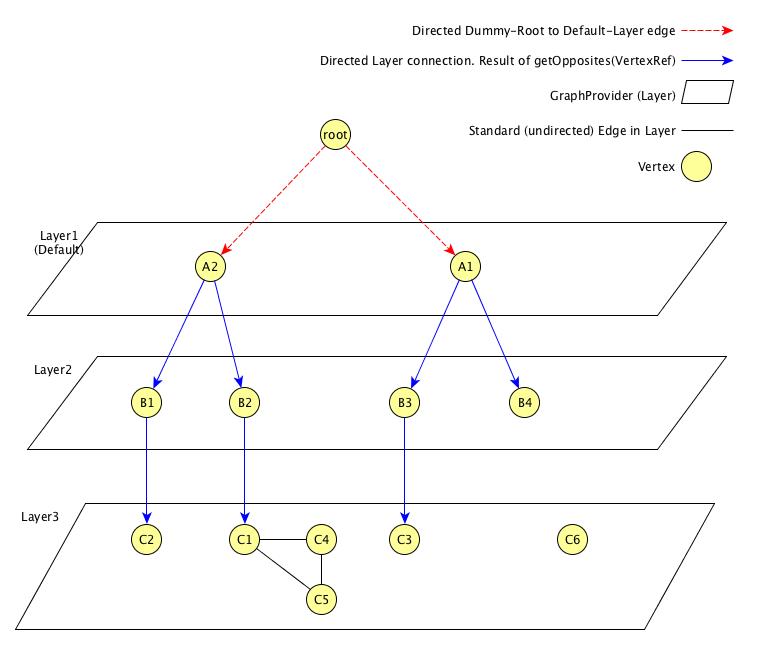 Directed Dummy-Root to Default-Layer edge
Directed Layer connection. Result of getOpposites(VertexRef)
GraphProvider (Layer)
Standard (undirected) Edge in Layer
Vertex
root
Layer1
(Default)
A2
A1
Layer2
B1
B2
B3
B4
Layer3
C2
C1
C4
C3
C6
C5